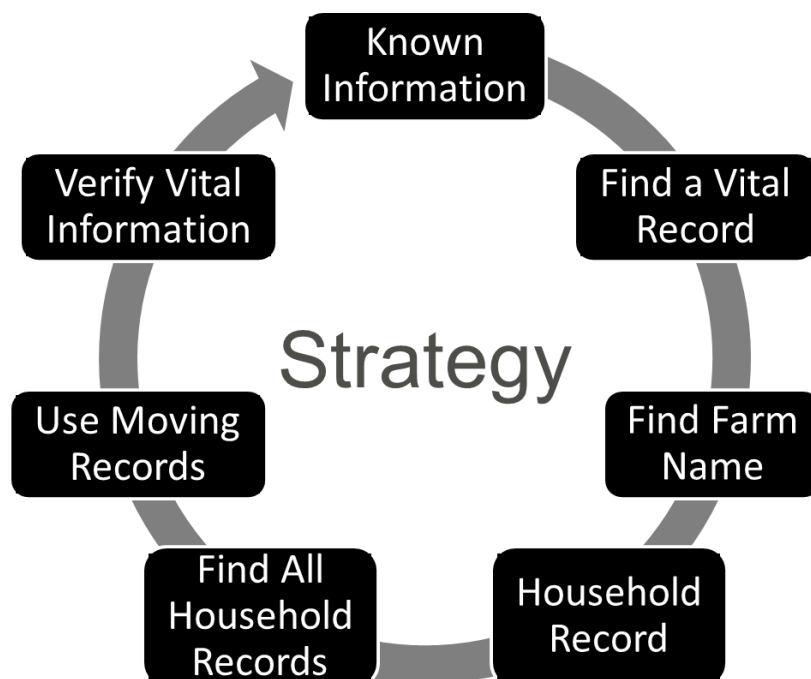 Known
Information
Find a Vital
Record
Find Farm
Name
Household
Record
Find All
Household
Records
Use Moving
Records
Verify Vital
Information
Strategy